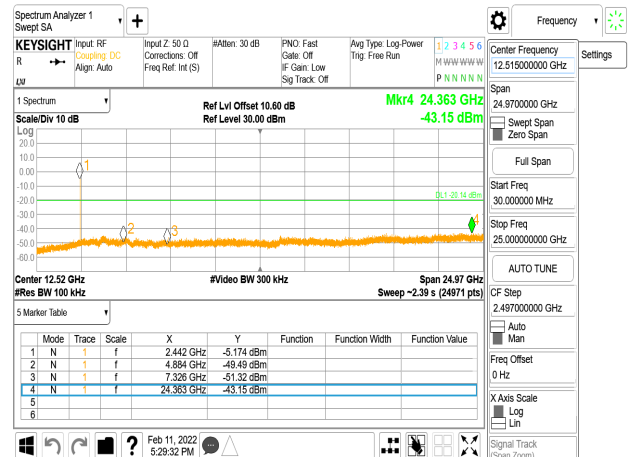 Spectrum Analyzer 1
Swept SA
Frequency
KEYSIGHT
R
Input: RF
Coupling: DC
Align: Auto
Input Z: 50 Ω
Corrections: Off
Freq Ref: Int (S)
#Atten: 30 dB
PNO: Fast
Gate: Off
IF Gain: Low
Sig Track: Off
Avg Type: Log-Power
Trig: Free Run
1 2 3 4 5 6
M W W W W W
P N N N N N
Center Frequency
12.515000000 GHz
Settings
Span
24.9700000 GHz
Swept Span
Zero Span
Full Span
Start Freq
30.000000 MHz
Stop Freq
25.000000000 GHz
AUTO TUNE
CF Step
2.497000000 GHz
Auto
Man
Freq Offset
0 Hz
X Axis Scale
Log
Lin
Signal Track
(Span Zoom)
1 Spectrum
Scale/Div 10 dB
Ref Lvl Offset 10.60 dB
Ref Level 30.00 dBm
Mkr4 24.363 GHz
-43.15 dBm
Log
20.0
10.0
0.00
-10.0
-20.0
-30.0
-40.0
-50.0
-60.0
1
2
3
4
DL1 -20.14 dBm
Center 12.52 GHz
#Video BW 300 kHz
Span 24.97 GHz
#Res BW 100 kHz
Sweep ~2.39 s (24971 pts)
5 Marker Table
Mode Trace Scale X Y Function Function Width Function Value
1 N 1 f 2.442 GHz -5.174 dBm
2 N 1 f 4.884 GHz -49.49 dBm
3 N 1 f 7.326 GHz -51.32 dBm
4 N 1 f 24.363 GHz -43.15 dBm
5
6
Feb 11, 2022
5:29:32 PM